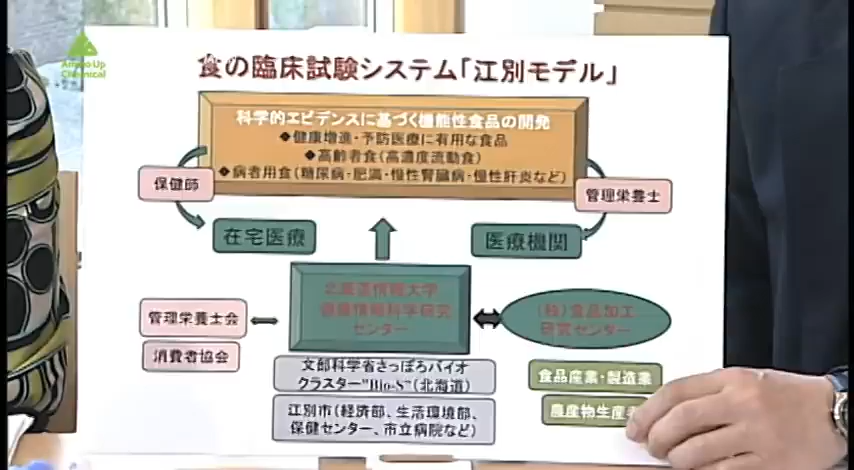 Amino Up
Chemical
食の臨床試験システム「江別モデル」
科学的エビデンスに基づく機能性食品の開発
◆健康増進・予防医療に有用な食品
◆高齢者食(高濃度流動食)
◆病者用食(糖尿病・肥満・慢性腎臓病・慢性肝炎など)
保健師
管理栄養士
在宅医療
医療機関
北海道情報大学
健康情報科学研究
センター
(株)食品加工
研究センター
管理栄養士会
消費者協会
文部科学省さっぽろバイオ
クラスター"Bio-S"(北海道)
食品産業・製造業
江別市(経済部、生活環境部、
保健センター、市立病院など)
農産物生産